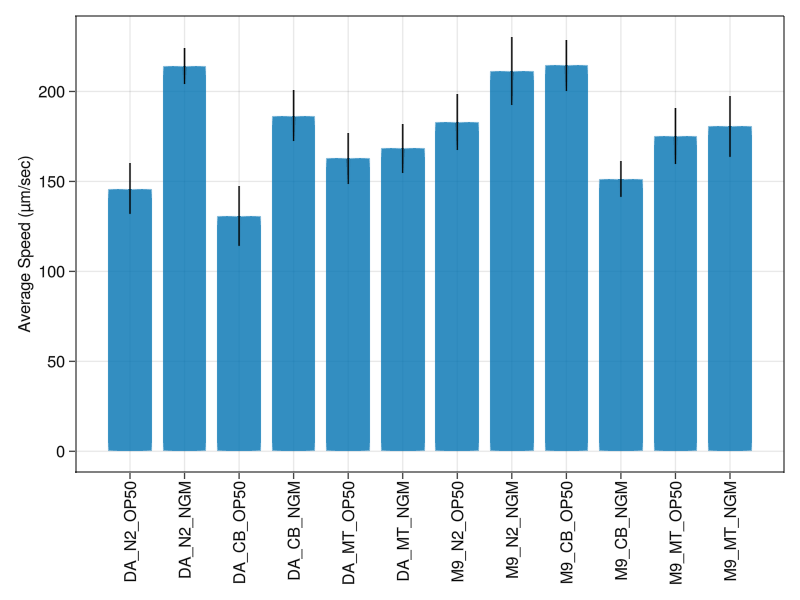 Average Speed (µm/sec)
200
150
100
50
0
DA_N2_OP50
DA_N2_NGM
DA_CB_OP50
DA_CB_NGM
DA_MT_OP50
DA_MT_NGM
M9_N2_OP50
M9_N2_NGM
M9_CB_OP50
M9_CB_NGM
M9_MT_OP50
M9_MT_NGM